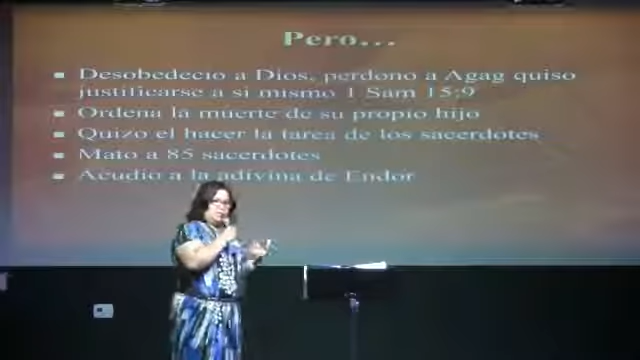 Pero...
Desobedecio a Dios, perdono a Agag quiso
justificarse a si mismo 1 Sam 15:9
Ordena la muerte de su propio hijo
Quizo el hacer la tarea de los sacerdotes
Mato a 85 sacerdotes
Acudio a la adivina de Endor